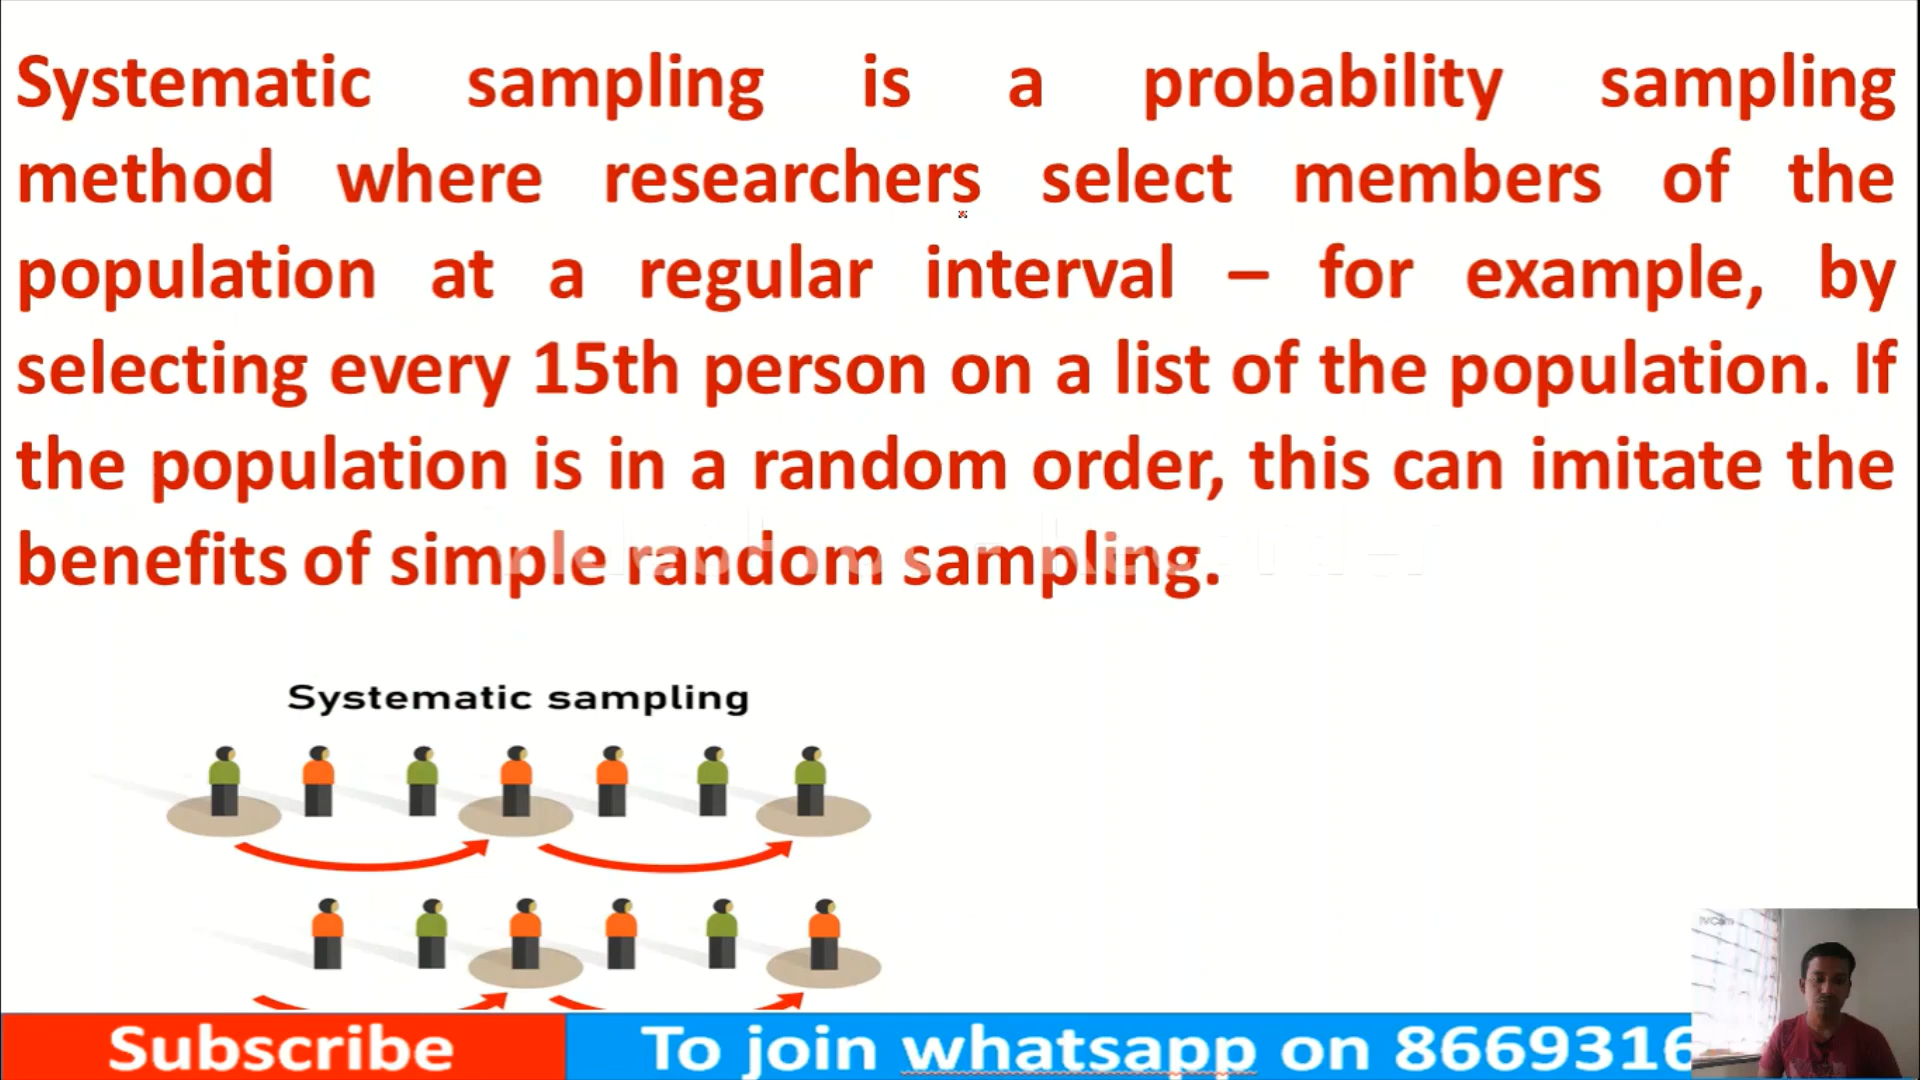 Systematic sampling is a probability sampling
method where researchers select members of the
population at a regular interval – for example, by
selecting every 15th person on a list of the population. If
the population is in a random order, this can imitate the
benefits of simple random sampling.
Systematic sampling
Subscribe
To join whatsapp on 8669316